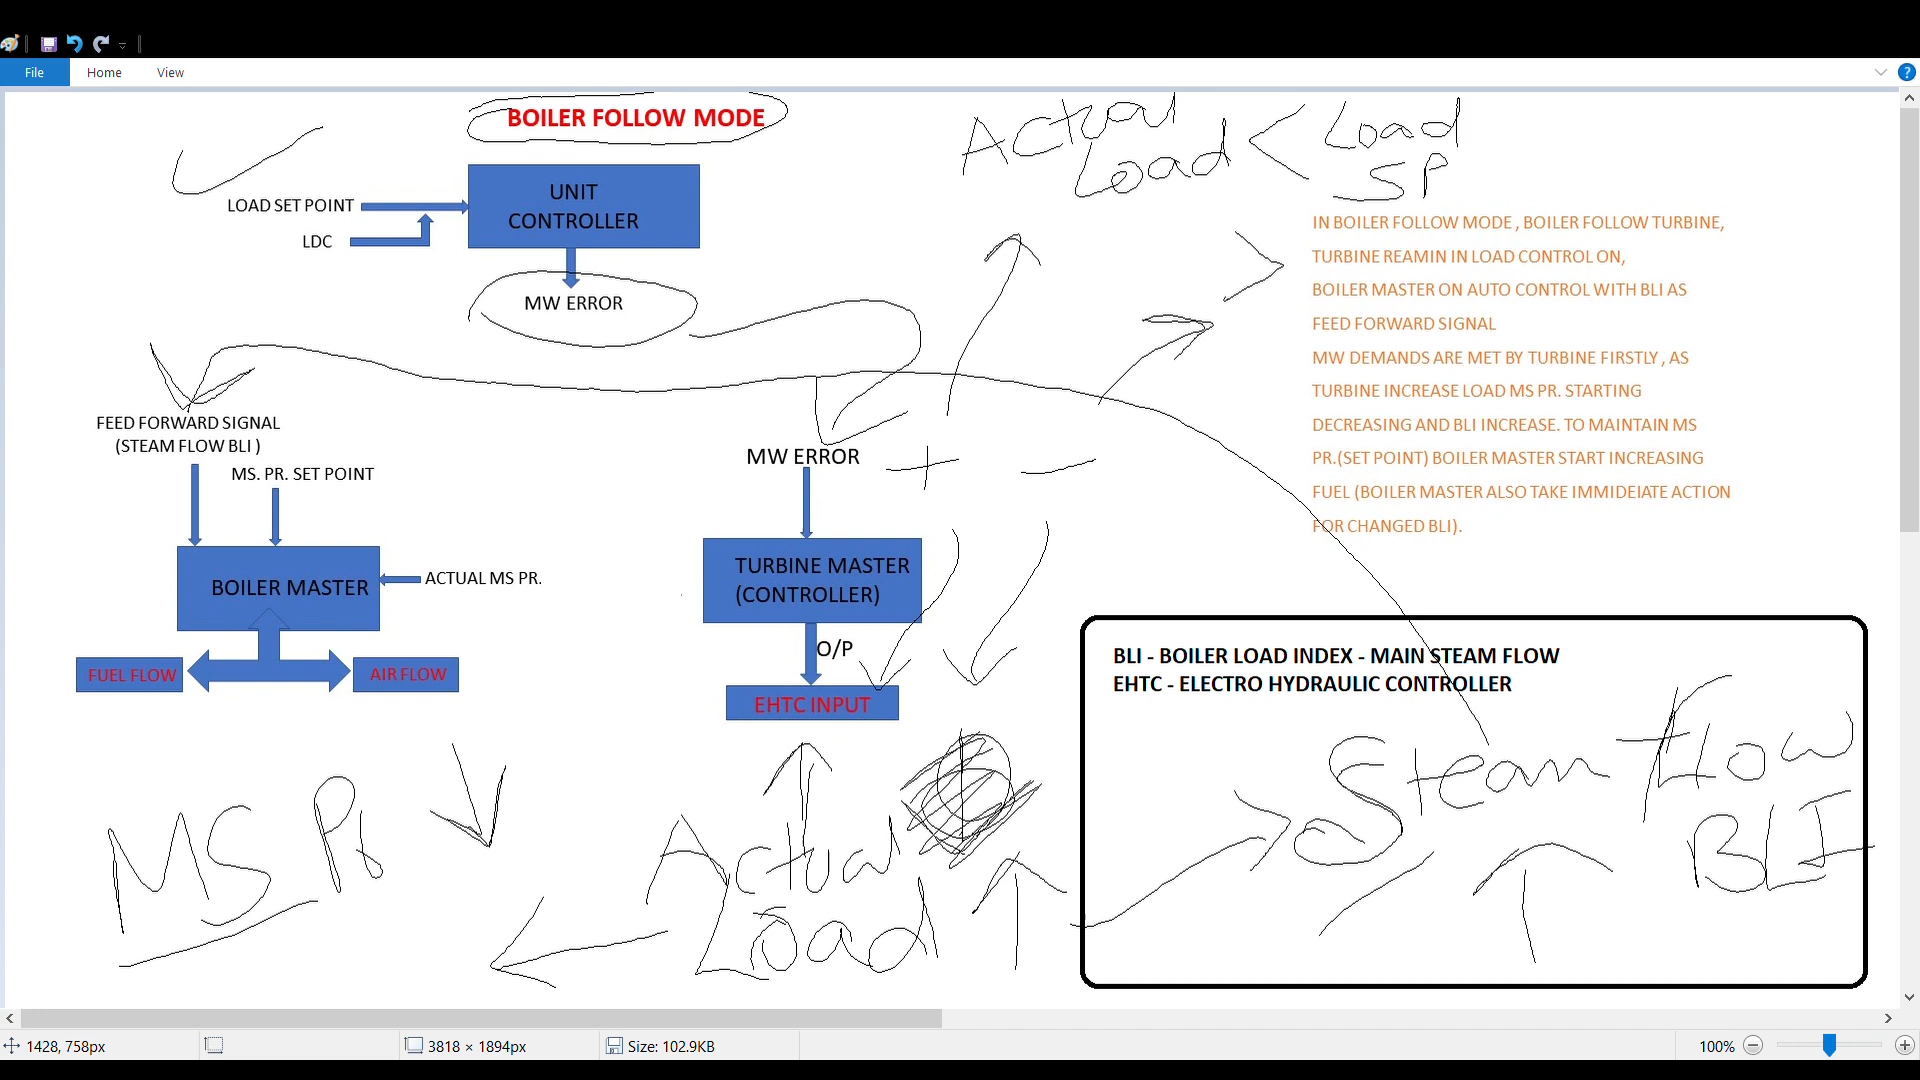 File
Home
View
BOILER FOLLOW MODE
Actual
Load < Load
SP
UNIT
CONTROLLER
LOAD SET POINT
LDC
MW ERROR
IN BOILER FOLLOW MODE , BOILER FOLLOW TURBINE,
TURBINE REAMIN IN LOAD CONTROL ON,
BOILER MASTER ON AUTO CONTROL WITH BLI AS
FEED FORWARD SIGNAL
MW DEMANDS ARE MET BY TURBINE FIRSTLY , AS
TURBINE INCREASE LOAD MS PR. STARTING
DECREASING AND BLI INCREASE. TO MAINTAIN MS
PR.(SET POINT) BOILER MASTER START INCREASING
FUEL (BOILER MASTER ALSO TAKE IMMIDEIATE ACTION
FOR CHANGED BLI).
FEED FORWARD SIGNAL
(STEAM FLOW BLI )
MS. PR. SET POINT
MW ERROR + -
BOILER MASTER
ACTUAL MS PR.
TURBINE MASTER
(CONTROLLER)
O/P
FUEL FLOW
AIR FLOW
EHTC INPUT
BLI - BOILER LOAD INDEX - MAIN STEAM FLOW
EHTC - ELECTRO HYDRAULIC CONTROLLER
MS Pr
Actual
Load
Steam Flow
BLI
1428, 758px
3818 × 1894px
Size: 102.9KB
100%